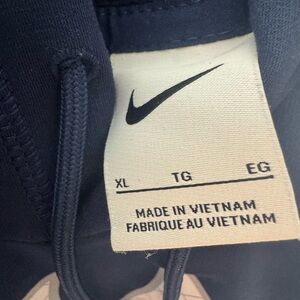 XL TG EG
MADE IN VIETNAM
FABRIQUE AU VIETNAM